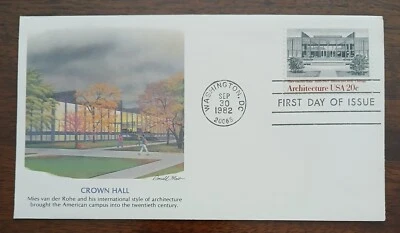 WASHINGTON, DC
SEP
30
1982
20066
Architecture USA 20c
FIRST DAY OF ISSUE
CROWN HALL
Mies van der Rohe and his international style of architecture
brought the American campus into the twentieth century.